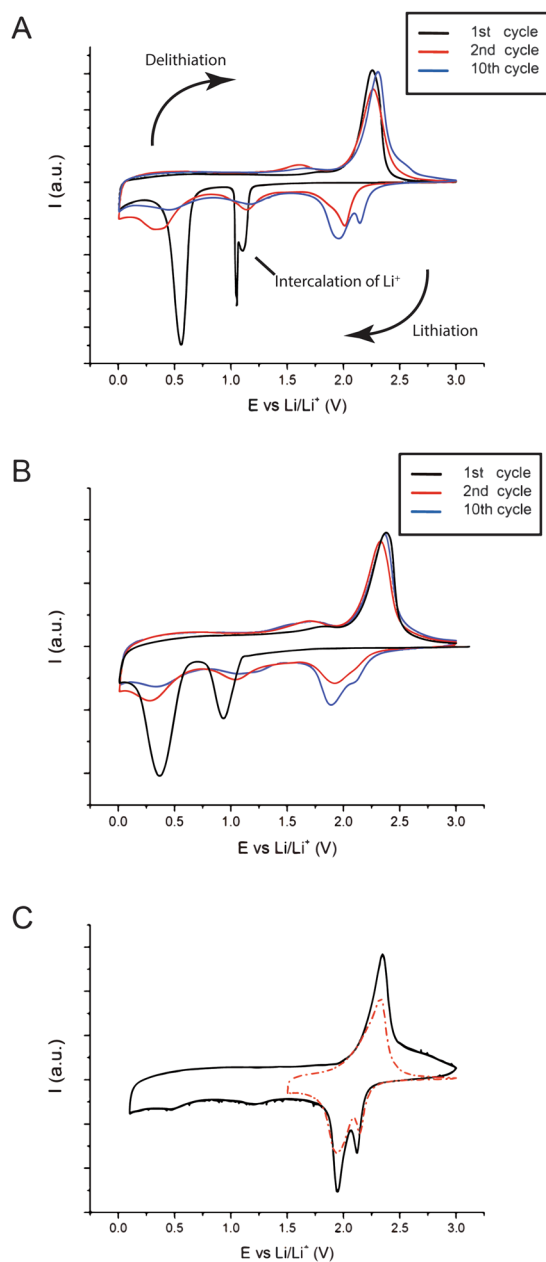 A
1st cycle
2nd cycle
10th cycle
Delithiation
I (a.u.)
Intercalation of Li⁺
Lithiation
0.0 0.5 1.0 1.5 2.0 2.5 3.0
E vs Li/Li⁺ (V)
B
1st cycle
2nd cycle
10th cycle
I (a.u.)
0.0 0.5 1.0 1.5 2.0 2.5 3.0
E vs Li/Li⁺ (V)
C
I (a.u.)
0.0 0.5 1.0 1.5 2.0 2.5 3.0
E vs Li/Li⁺ (V)